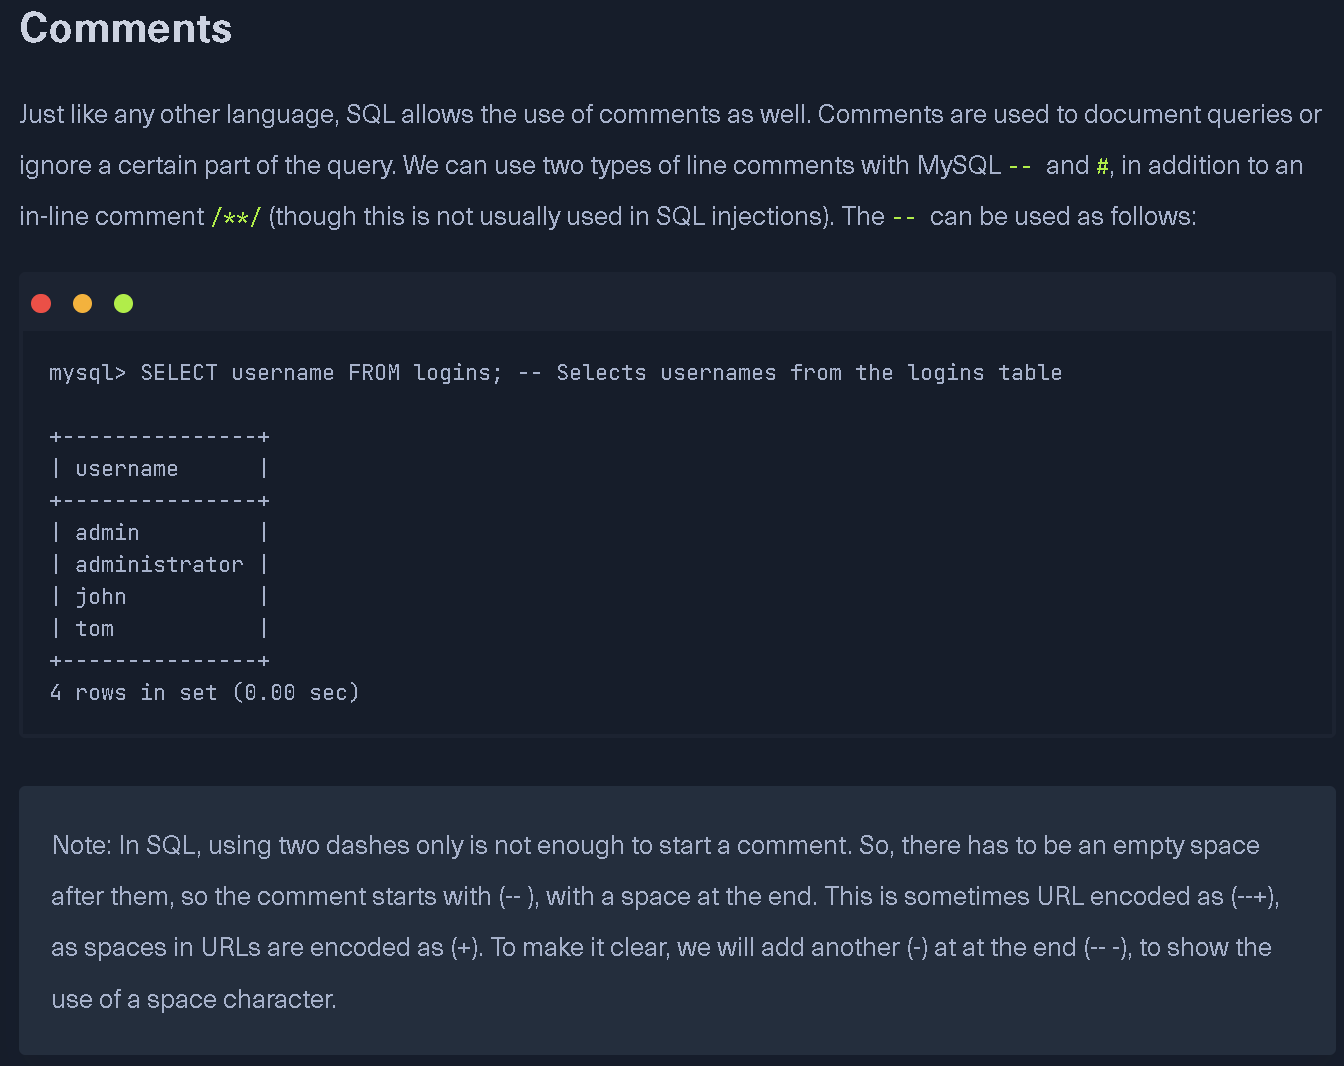 Comments
Just like any other language, SQL allows the use of comments as well. Comments are used to document queries or
ignore a certain part of the query. We can use two types of line comments with MySQL -- and #, in addition to an
in-line comment /**/ (though this is not usually used in SQL injections). The -- can be used as follows:
mysql> SELECT username FROM logins; -- Selects usernames from the logins table
+---------------+
| username      |
+---------------+
| admin         |
| administrator |
| john          |
| tom           |
+---------------+
4 rows in set (0.00 sec)
Note: In SQL, using two dashes only is not enough to start a comment. So, there has to be an empty space
after them, so the comment starts with (-- ), with a space at the end. This is sometimes URL encoded as (--+),
as spaces in URLs are encoded as (+). To make it clear, we will add another (-) at at the end (-- -), to show the
use of a space character.